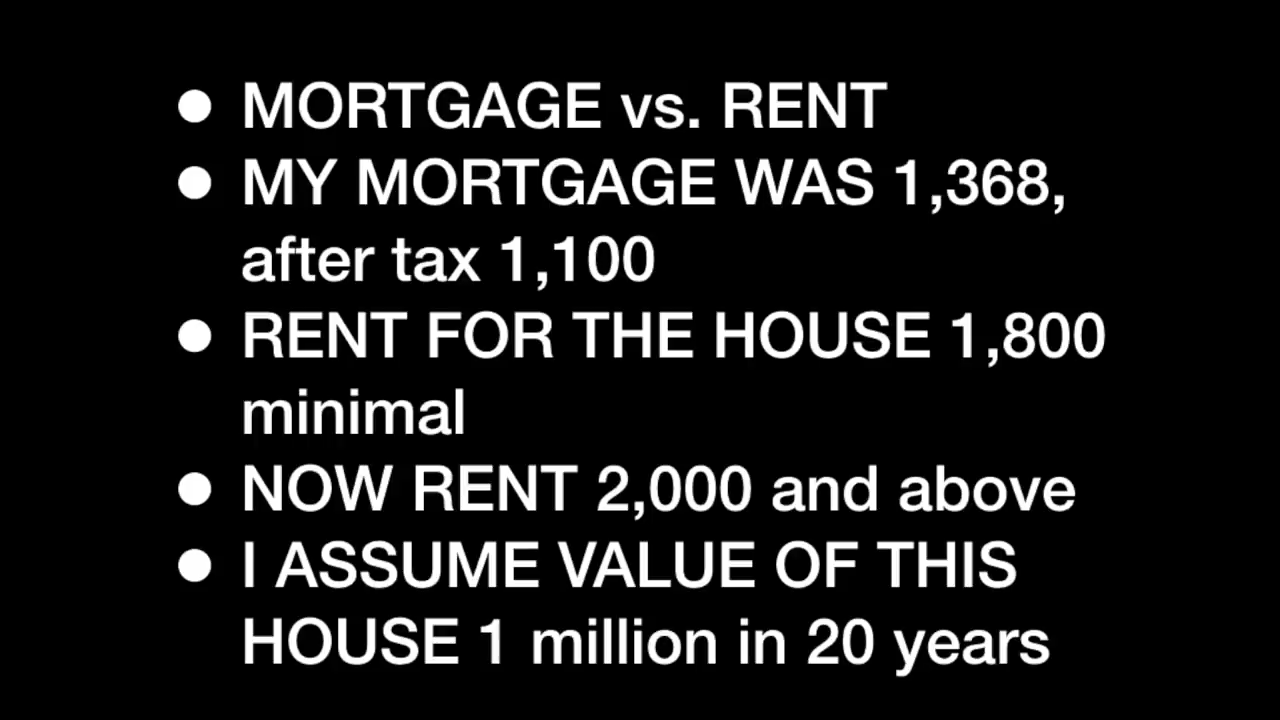 ● MORTGAGE vs. RENT
● MY MORTGAGE WAS 1,368,
after tax 1,100
● RENT FOR THE HOUSE 1,800
minimal
● NOW RENT 2,000 and above
● I ASSUME VALUE OF THIS
HOUSE 1 million in 20 years